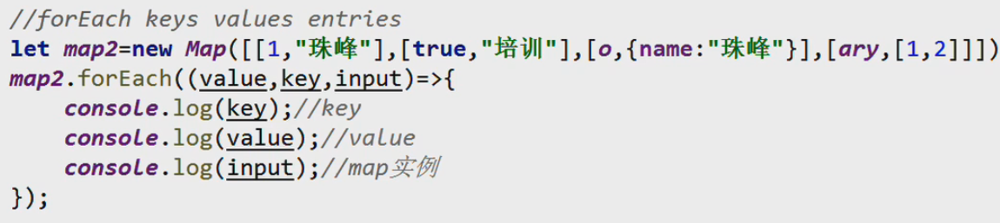 //forEach keys values entries
let map2=new Map([[1,"珠峰"],[true,"培训"],[o,{name:"珠峰"}],[ary,[1,2]]])
map2.forEach((value,key,input)=>{
    console.log(key);//key
    console.log(value);//value
    console.log(input);//map实例
});